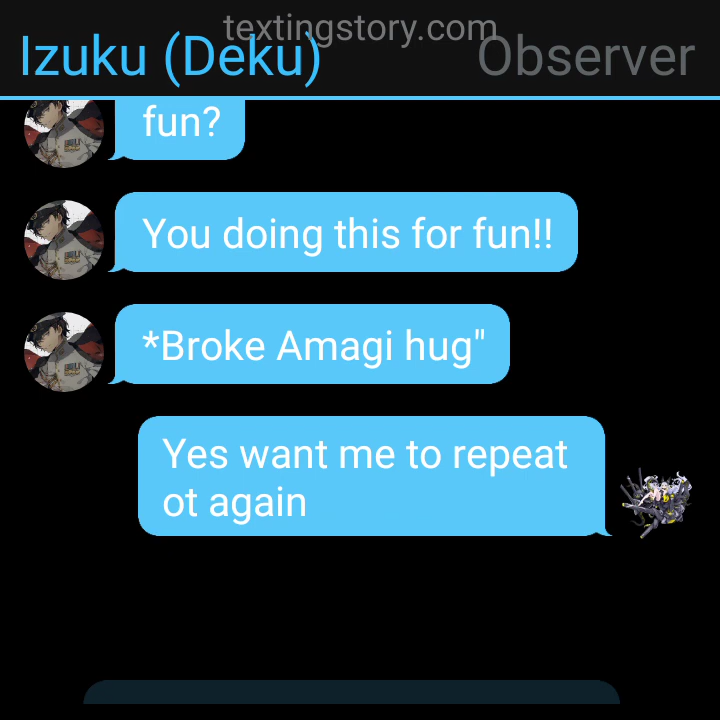 textingstory.com
Izuku (Deku)
Observer
fun?
You doing this for fun!!
*Broke Amagi hug"
Yes want me to repeat
ot again